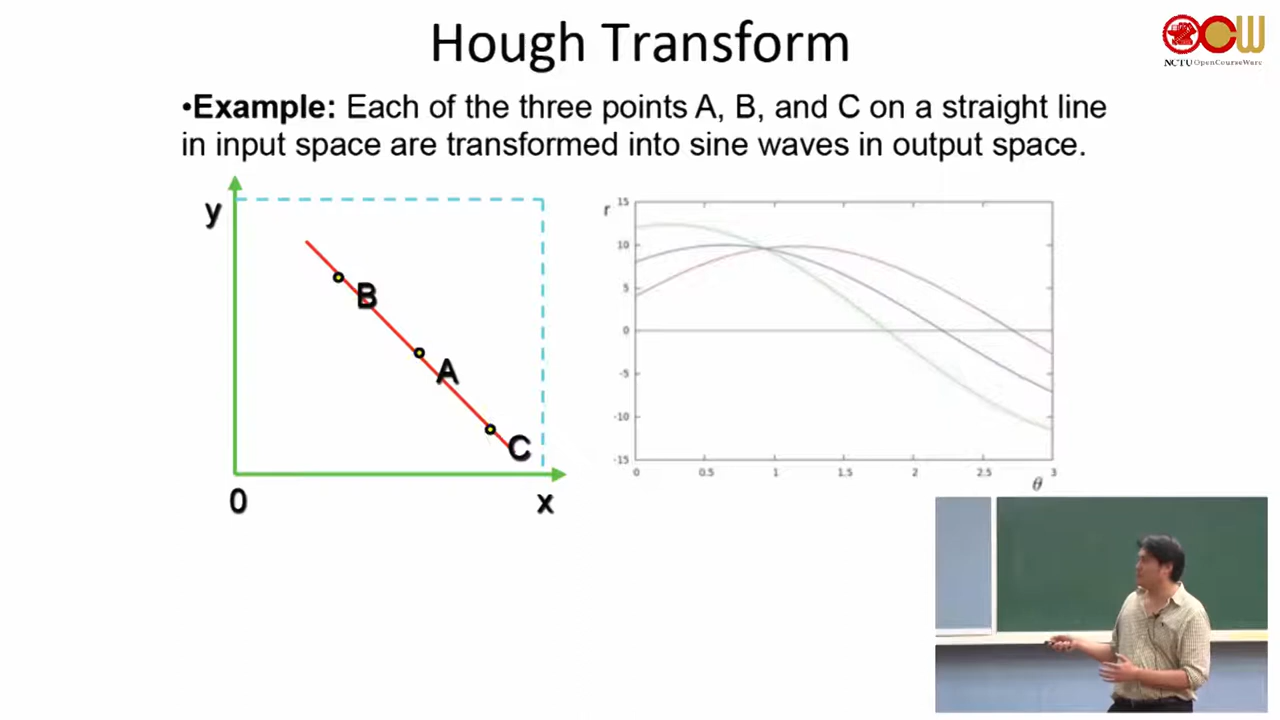 Hough Transform
NCTU OpenCourseWare
•Example: Each of the three points A, B, and C on a straight line
in input space are transformed into sine waves in output space.
y
B
A
C
0
x
r
15
10
5
0
-5
-10
-15
0 0.5 1 1.5 2 2.5 3
θ